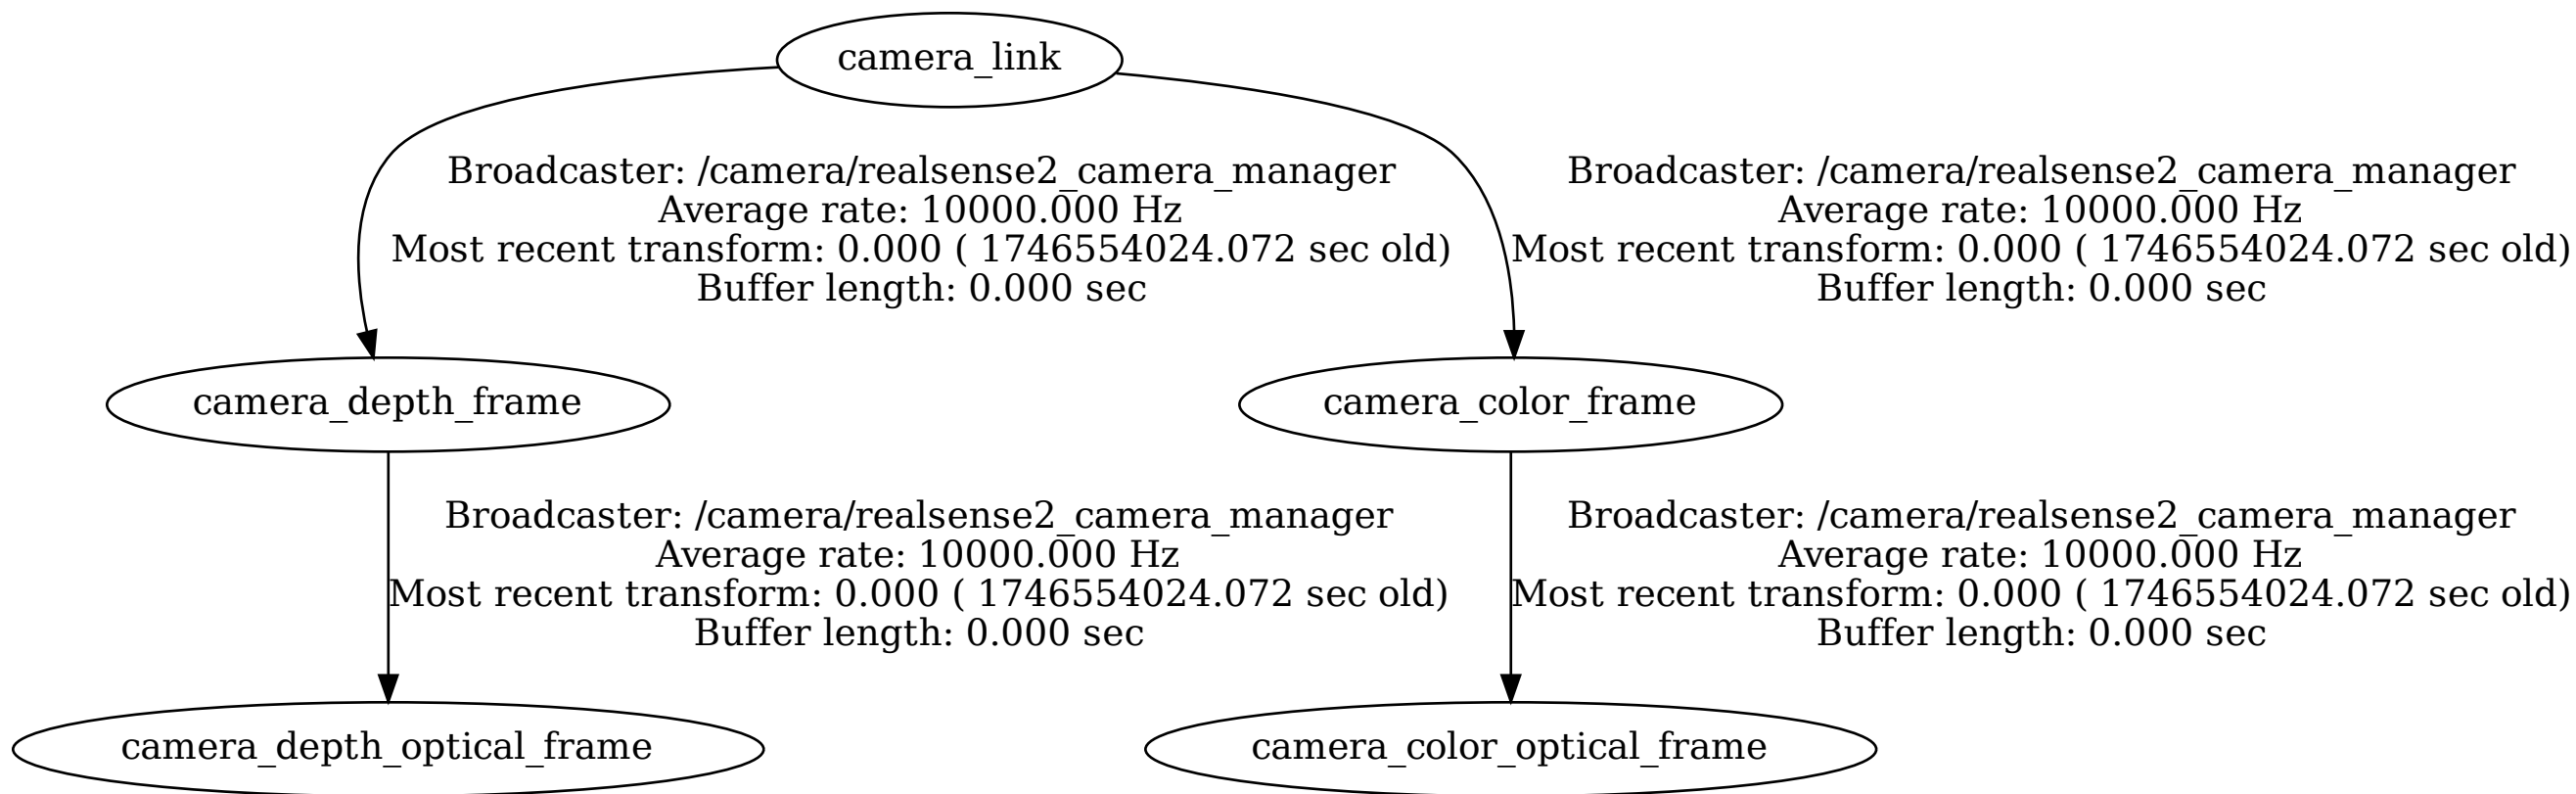 camera_link
Broadcaster: /camera/realsense2_camera_manager
Average rate: 10000.000 Hz
Most recent transform: 0.000 ( 1746554024.072 sec old)
Buffer length: 0.000 sec
Broadcaster: /camera/realsense2_camera_manager
Average rate: 10000.000 Hz
Most recent transform: 0.000 ( 1746554024.072 sec old)
Buffer length: 0.000 sec
camera_depth_frame
camera_color_frame
Broadcaster: /camera/realsense2_camera_manager
Average rate: 10000.000 Hz
Most recent transform: 0.000 ( 1746554024.072 sec old)
Buffer length: 0.000 sec
Broadcaster: /camera/realsense2_camera_manager
Average rate: 10000.000 Hz
Most recent transform: 0.000 ( 1746554024.072 sec old)
Buffer length: 0.000 sec
camera_depth_optical_frame
camera_color_optical_frame